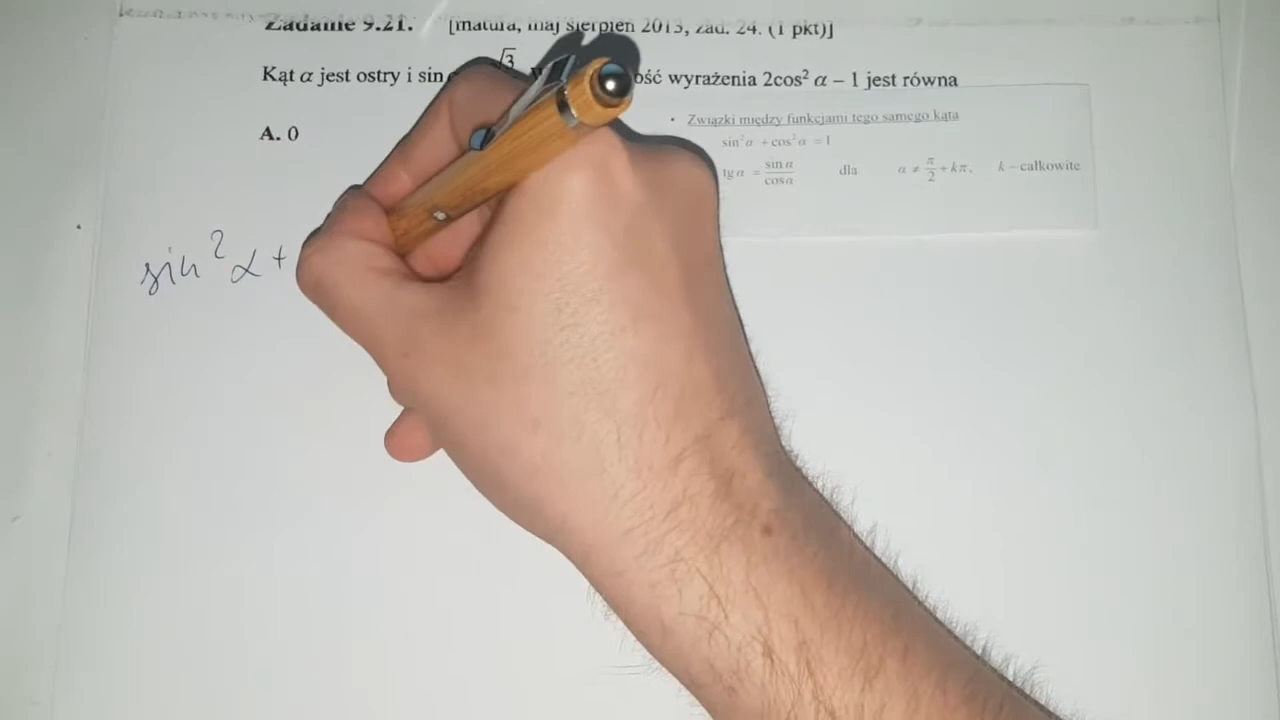 Zadanie 9.21. [matura, maj sierpień 2013, zad. 24. (1 pkt)]
Kąt α jest ostry i sin √3 ość wyrażenia 2cos² α – 1 jest równa
A. 0
• Związki między funkcjami tego samego kąta
sin²α + cos²α = 1
tgα = sinα/cosα dla α ≠ π/2 + kπ, k – całkowite
sin²α +